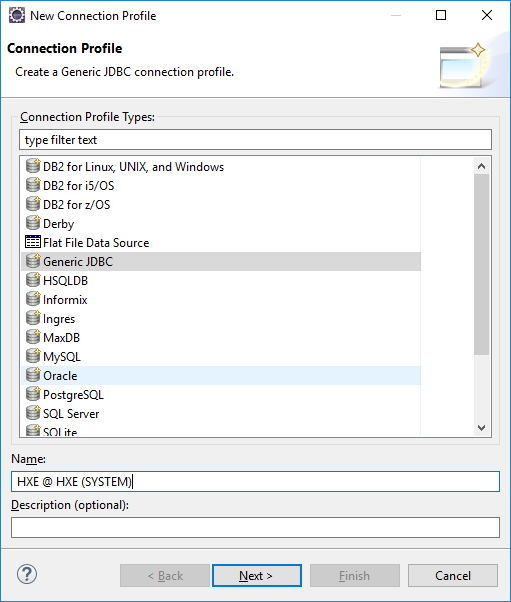 New Connection Profile
Connection Profile
Create a Generic JDBC connection profile.
Connection Profile Types:
type filter text
DB2 for Linux, UNIX, and Windows
DB2 for i5/OS
DB2 for z/OS
Derby
Flat File Data Source
Generic JDBC
HSQLDB
Informix
Ingres
MaxDB
MySQL
Oracle
PostgreSQL
SQL Server
SQLite
Name:
HXE @ HXE (SYSTEM)
Description (optional):
? < Back Next > Finish Cancel